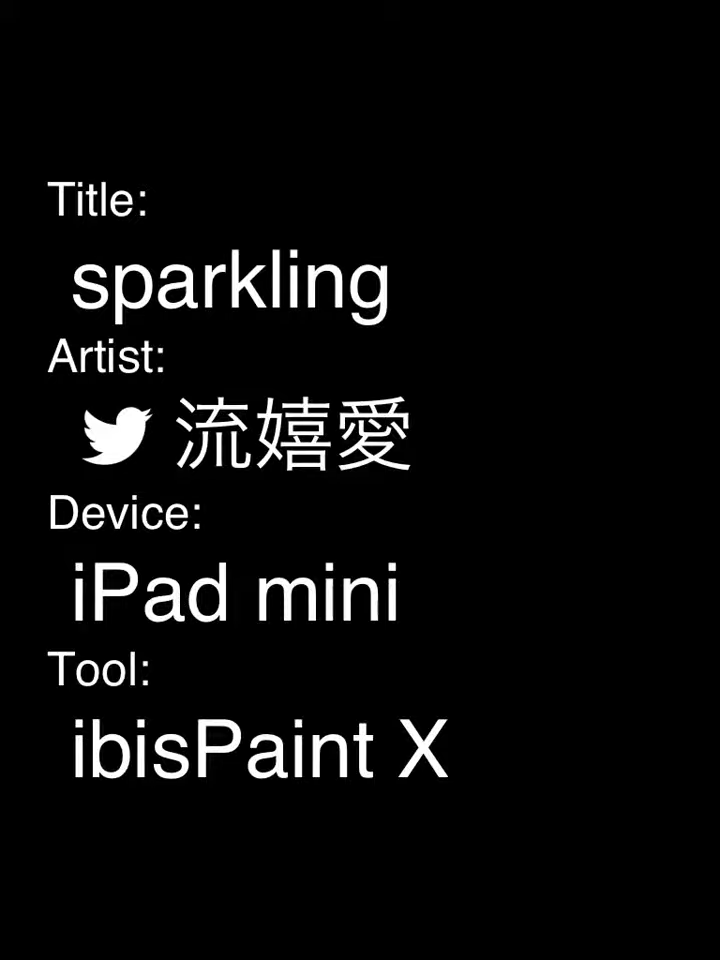 Title:
sparkling
Artist:
流嬉愛
Device:
iPad mini
Tool:
ibisPaint X